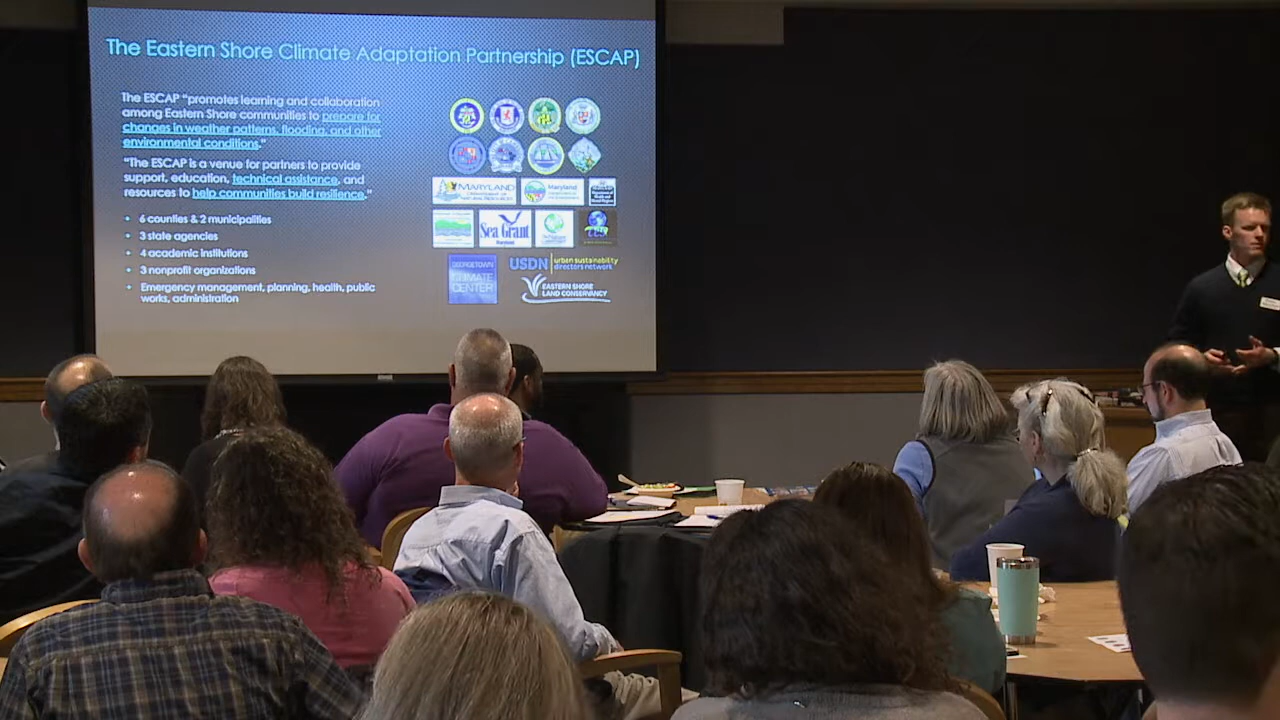 The Eastern Shore Climate Adaptation Partnership (ESCAP)
The ESCAP "promotes learning and collaboration
among Eastern Shore communities to prepare for
changes in weather patterns, flooding, and other
environmental conditions."
"The ESCAP is a venue for partners to provide
support, education, technical assistance, and
resources to help communities build resilience."
• 6 counties & 2 municipalities
• 3 state agencies
• 4 academic institutions
• 3 nonprofit organizations
• Emergency management, planning, health, public
works, administration
MARYLAND
Maryland
Sea Grant
Maryland
GEORGETOWN
CLIMATE
CENTER
USDN urban sustainability
directors network
EASTERN SHORE
LAND CONSERVANCY